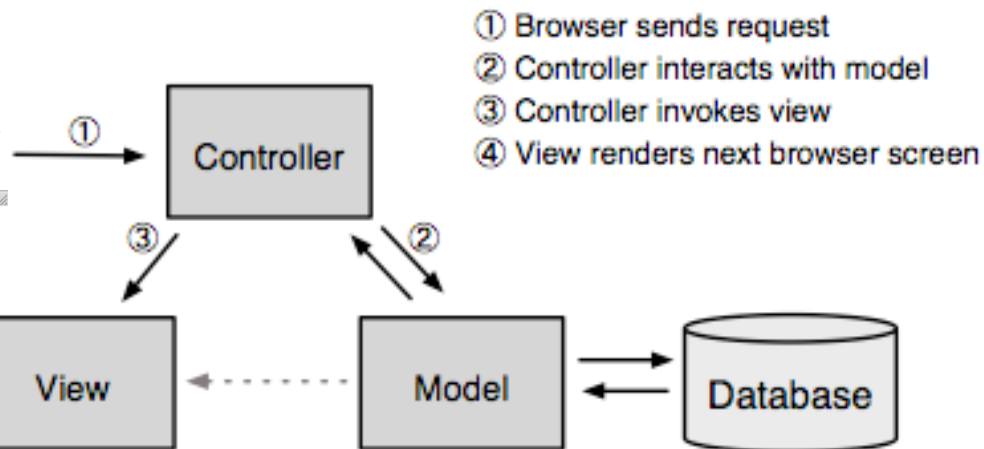 ① Browser sends request
② Controller interacts with model
③ Controller invokes view
④ View renders next browser screen
①
Controller
③
②
View
Model
Database